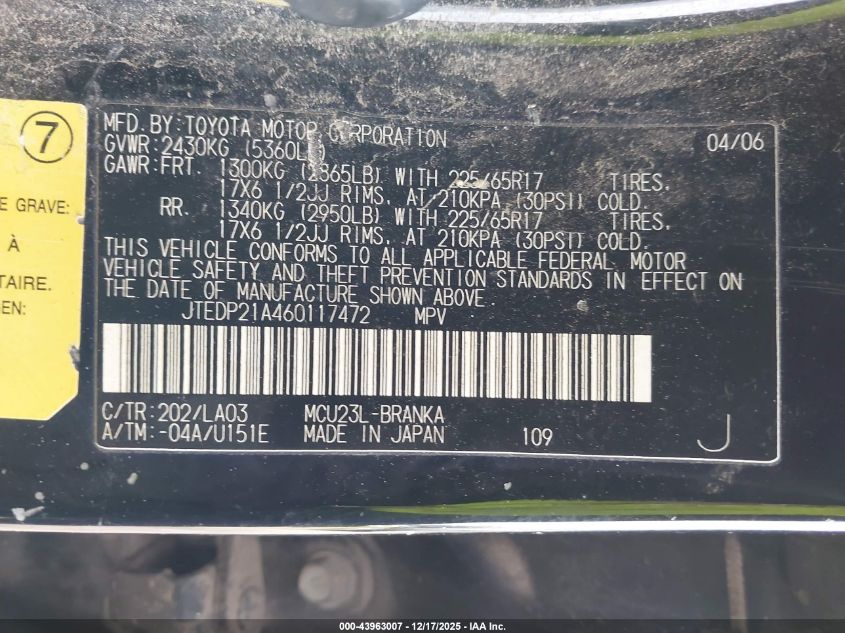 7
E GRAVE:
À
TAIRE.
EN:
MFD. BY: TOYOTA MOTOR CORPORATION 04/06
GVWR: 2430KG (5360LB)
GAWR: FRT. 1300KG (2865LB) WITH 225/65R17 TIRES,
17X6 1/2JJ RIMS, AT 210KPA (30PSI) COLD.
RR. 1340KG (2950LB) WITH 225/65R17 TIRES,
17X6 1/2JJ RIMS, AT 210KPA (30PSI) COLD.
THIS VEHICLE CONFORMS TO ALL APPLICABLE FEDERAL MOTOR
VEHICLE SAFETY AND THEFT PREVENTION STANDARDS IN EFFECT ON
THE DATE OF MANUFACTURE SHOWN ABOVE.
JTEDP21A460117472 MPV
C/TR: 202/LA03 MCU23L-BRANKA
A/TM: -04A/U151E MADE IN JAPAN 109 J
000-43963007 - 12/17/2025 - IAA Inc.